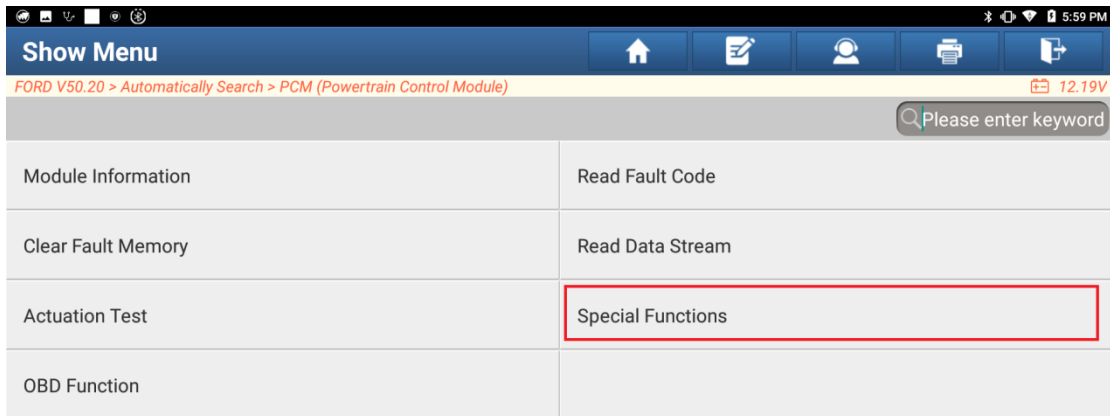 5:59 PM
Show Menu
FORD V50.20 > Automatically Search > PCM (Powertrain Control Module)
12.19V
Please enter keyword
Module Information
Read Fault Code
Clear Fault Memory
Read Data Stream
Actuation Test
Special Functions
OBD Function